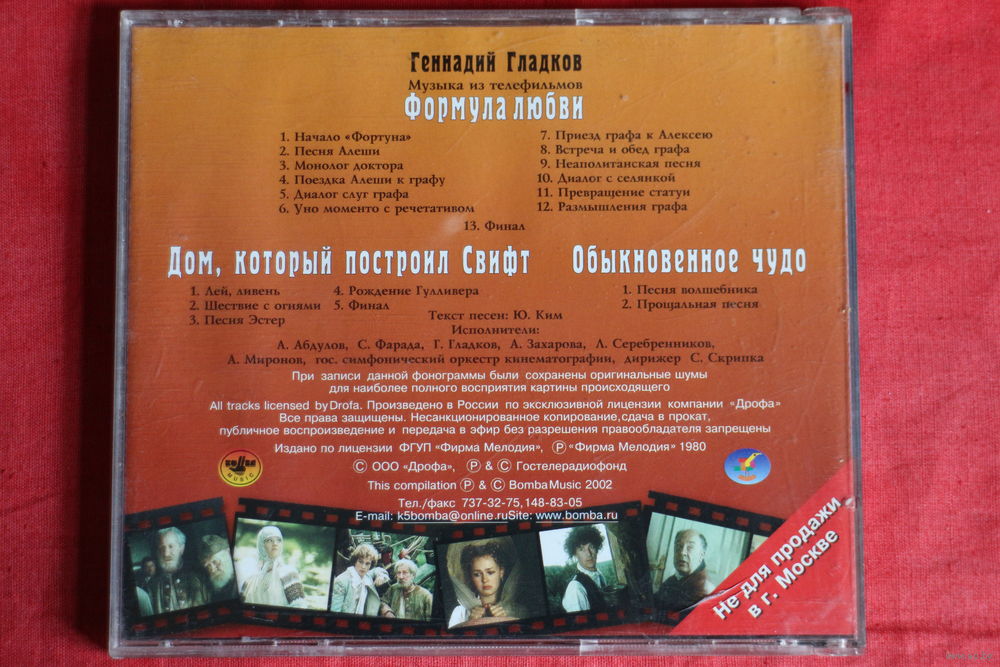 Геннадий Гладков
Музыка из телефильмов
Формула любви
1. Начало «Фортуна»
2. Песня Алеши
3. Монолог доктора
4. Поездка Алеши к графу
5. Диалог слуг графа
6. Уно моменто с речетативом
7. Приезд графа к Алексею
8. Встреча и обед графа
9. Неаполитанская песня
10. Диалог с селянкой
11. Превращение статуи
12. Размышления графа
13. Финал
Дом, который построил Свифт
1. Лей, ливень
2. Шествие с огнями
3. Песня Эстер
4. Рождение Гулливера
5. Финал
Обыкновенное чудо
1. Песня волшебника
2. Прощальная песня
Текст песен: Ю. Ким
Исполнители:
А. Абдулов, С. Фарада, Г. Гладков, А. Захарова, Л. Серебренников,
А. Миронов, гос. симфонический оркестр кинематографии, дирижер С. Скрипка
При записи данной фонограммы были сохранены оригинальные шумы
для наиболее полного восприятия картины происходящего
All tracks licensed by Drofa. Произведено в России по эксклюзивной лицензии компании «Дрофа»
Все права защищены. Несанкционированное копирование,сдача в прокат,
публичное воспроизведение и передача в эфир без разрешения правообладателя запрещены
Издано по лицензии ФГУП «Фирма Мелодия», Ⓟ «Фирма Мелодия» 1980
© ООО «Дрофа», Ⓟ & © Гостелерадиофонд
This compilation Ⓟ & © Bomba Music 2002
Тел./факс 737-32-75,148-83-05
E-mail: k5bomba@online.ruSite: www.bomba.ru
MUSIC
Не для продажи
в г. Москве